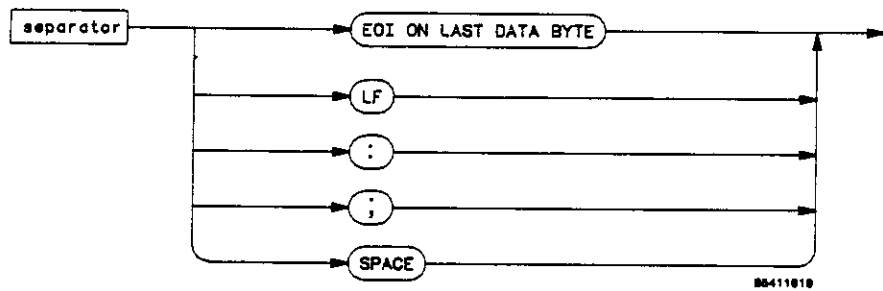 separator
EOI ON LAST DATA BYTE
LF
:
;
SPACE